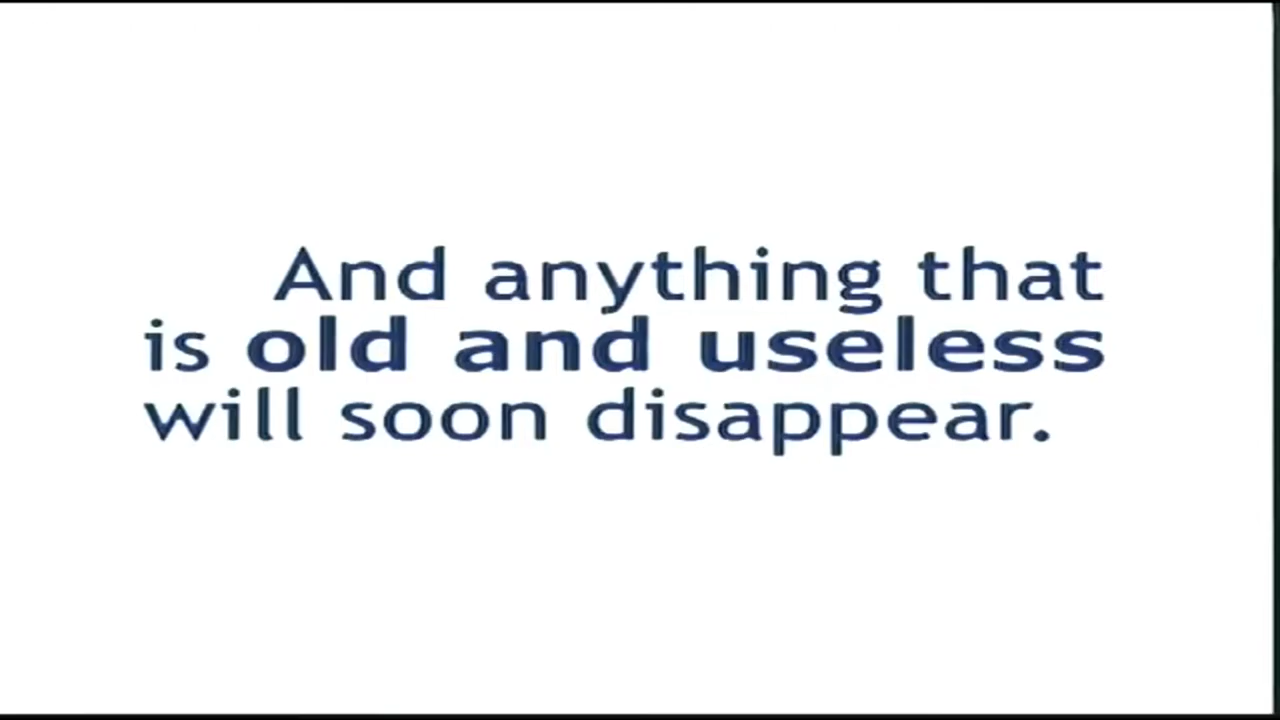 And anything that
is old and useless
will soon disappear.